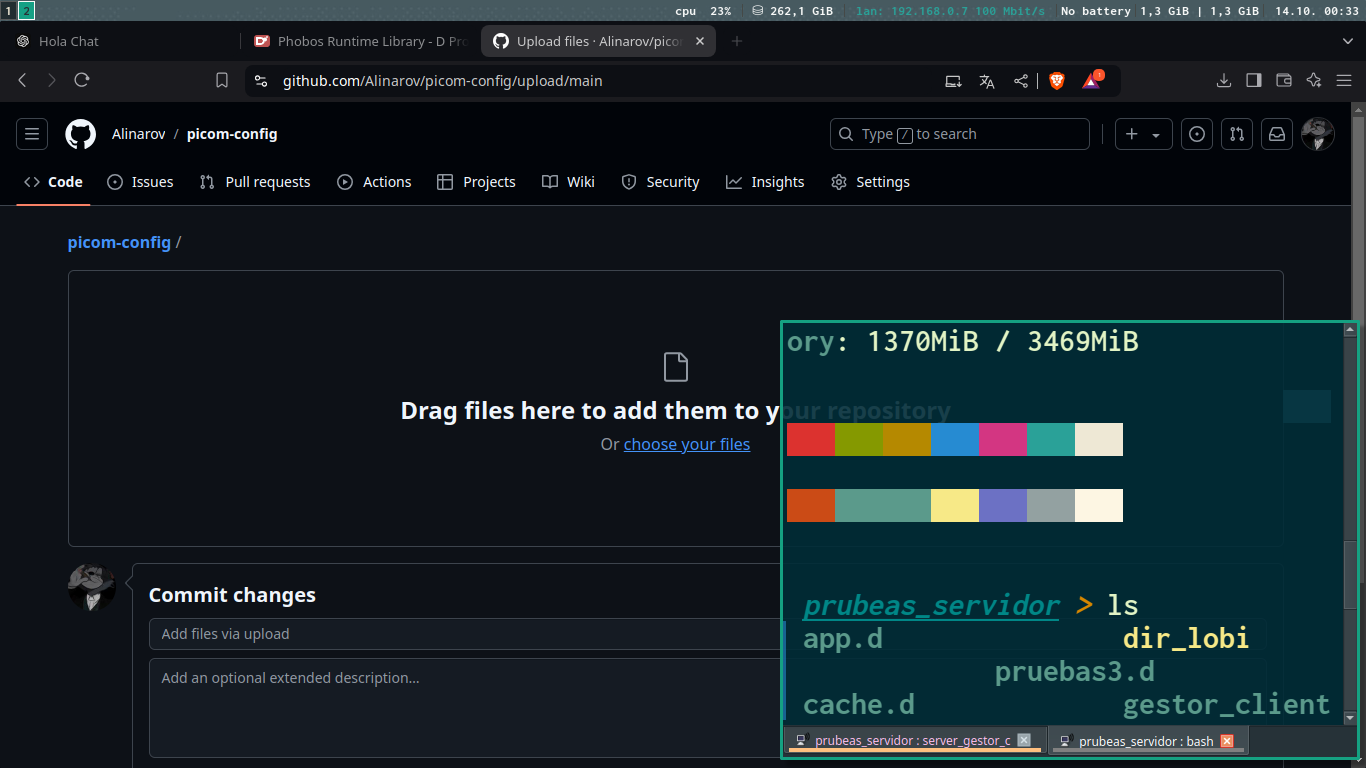 1 2 cpu 23% 262,1 GiB lan: 192.168.0.7 100 Mbit/s No battery 1,3 GiB | 1,3 GiB 14.10. 00:33
Hola Chat Phobos Runtime Library - D Pro Upload files · Alinarov/picom
github.com/Alinarov/picom-config/upload/main 1
Alinarov / picom-config Type / to search
Code Issues Pull requests Actions Projects Wiki Security Insights Settings
picom-config /
Drag files here to add them to your repository
Or choose your files
Commit changes
Add files via upload
Add an optional extended description...
ory: 1370MiB / 3469MiB
prubeas_servidor > ls
app.d dir_lobi
pruebas3.d
cache.d gestor_client
prubeas_servidor : server_gestor_c prubeas_servidor : bash